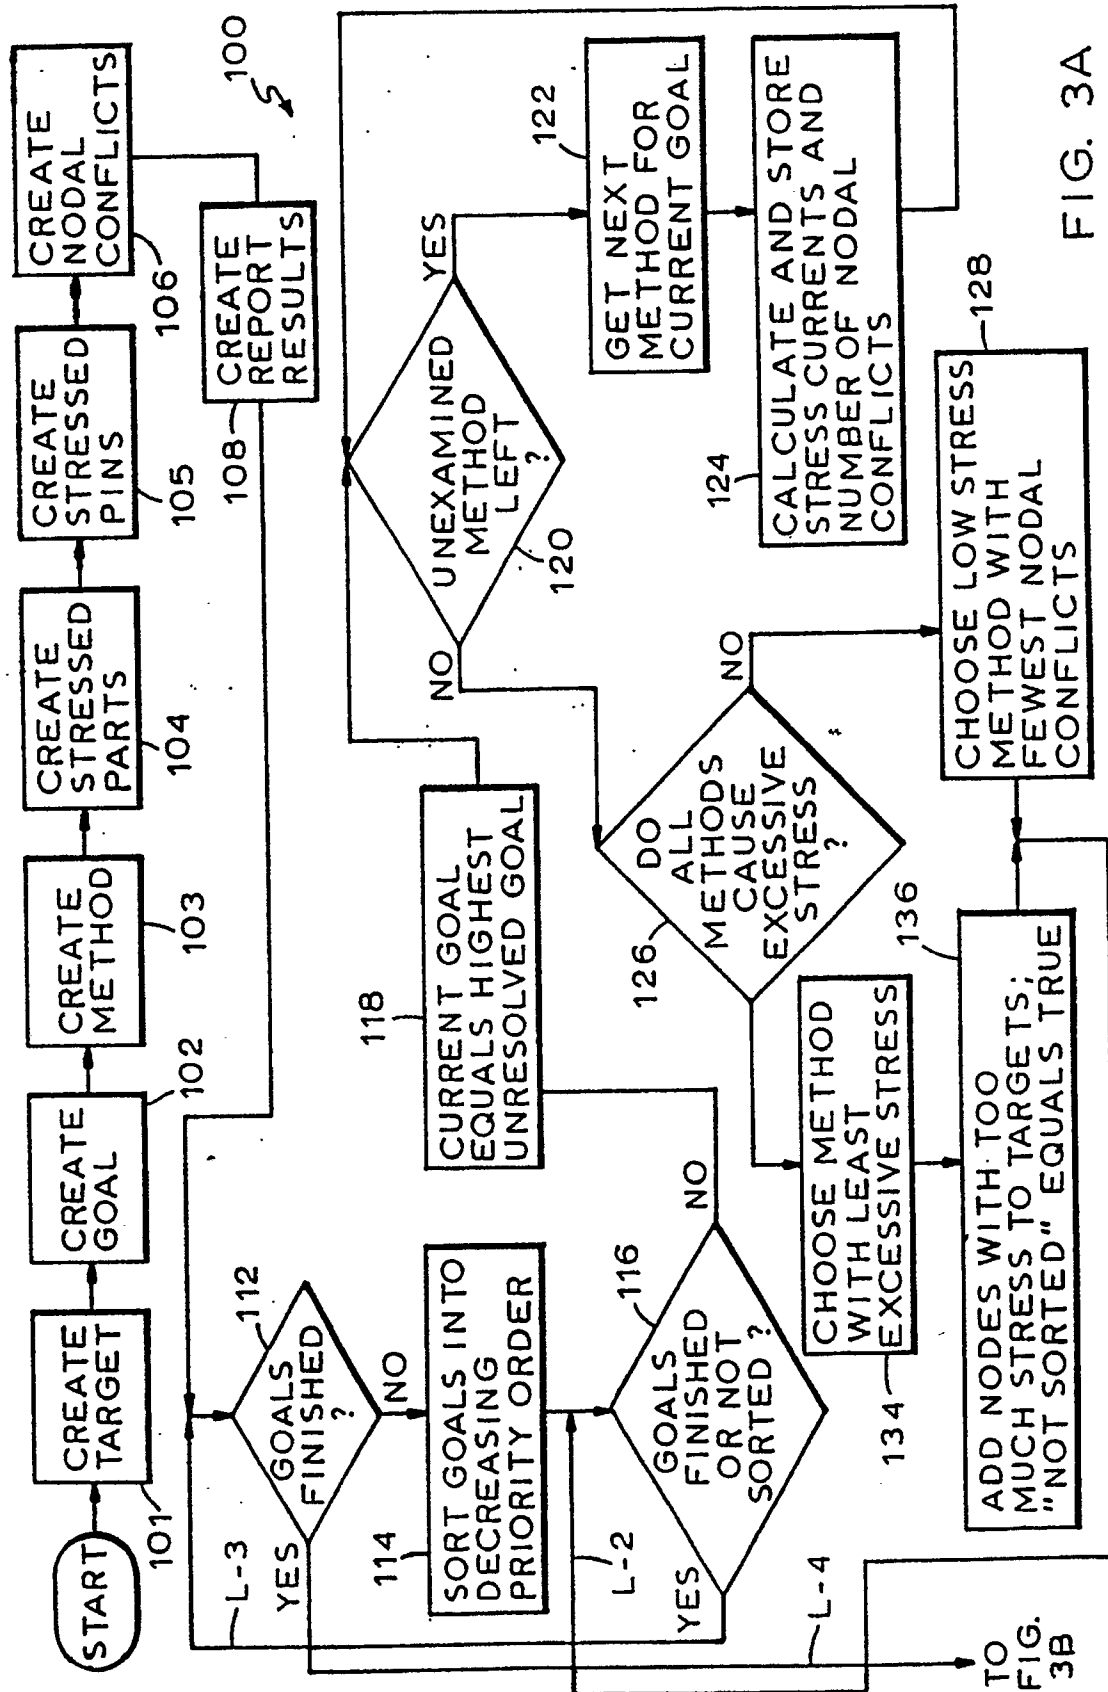 START
CREATE
TARGET
101
CREATE
GOAL
102
CREATE
METHOD
103
CREATE
STRESSED
PARTS
104
CREATE
STRESSED
PINS
105
CREATE
NODAL
CONFLICTS
106
CREATE
REPORT
RESULTS
108
100
L-3
GOALS
FINISHED
?
112
YES
NO
SORT GOALS INTO
DECREASING
PRIORITY ORDER
114
L-2
GOALS
FINISHED
OR NOT
SORTED ?
116
YES
NO
CURRENT GOAL
EQUALS HIGHEST
UNRESOLVED GOAL
118
UNEXAMINED
METHOD
LEFT
?
120
NO
YES
GET NEXT
METHOD FOR
CURRENT GOAL
122
CALCULATE AND STORE
STRESS CURRENTS AND
NUMBER OF NODAL
CONFLICTS
124
DO
ALL
METHODS
CAUSE
EXCESSIVE
STRESS
?
126
NO
CHOOSE LOW STRESS
METHOD WITH
FEWEST NODAL
CONFLICTS
128
CHOOSE METHOD
WITH LEAST
EXCESSIVE STRESS
134
ADD NODES WITH TOO
MUCH STRESS TO TARGETS;
"NOT SORTED" EQUALS TRUE
136
L-4
TO
FIG.
3B
FIG. 3A